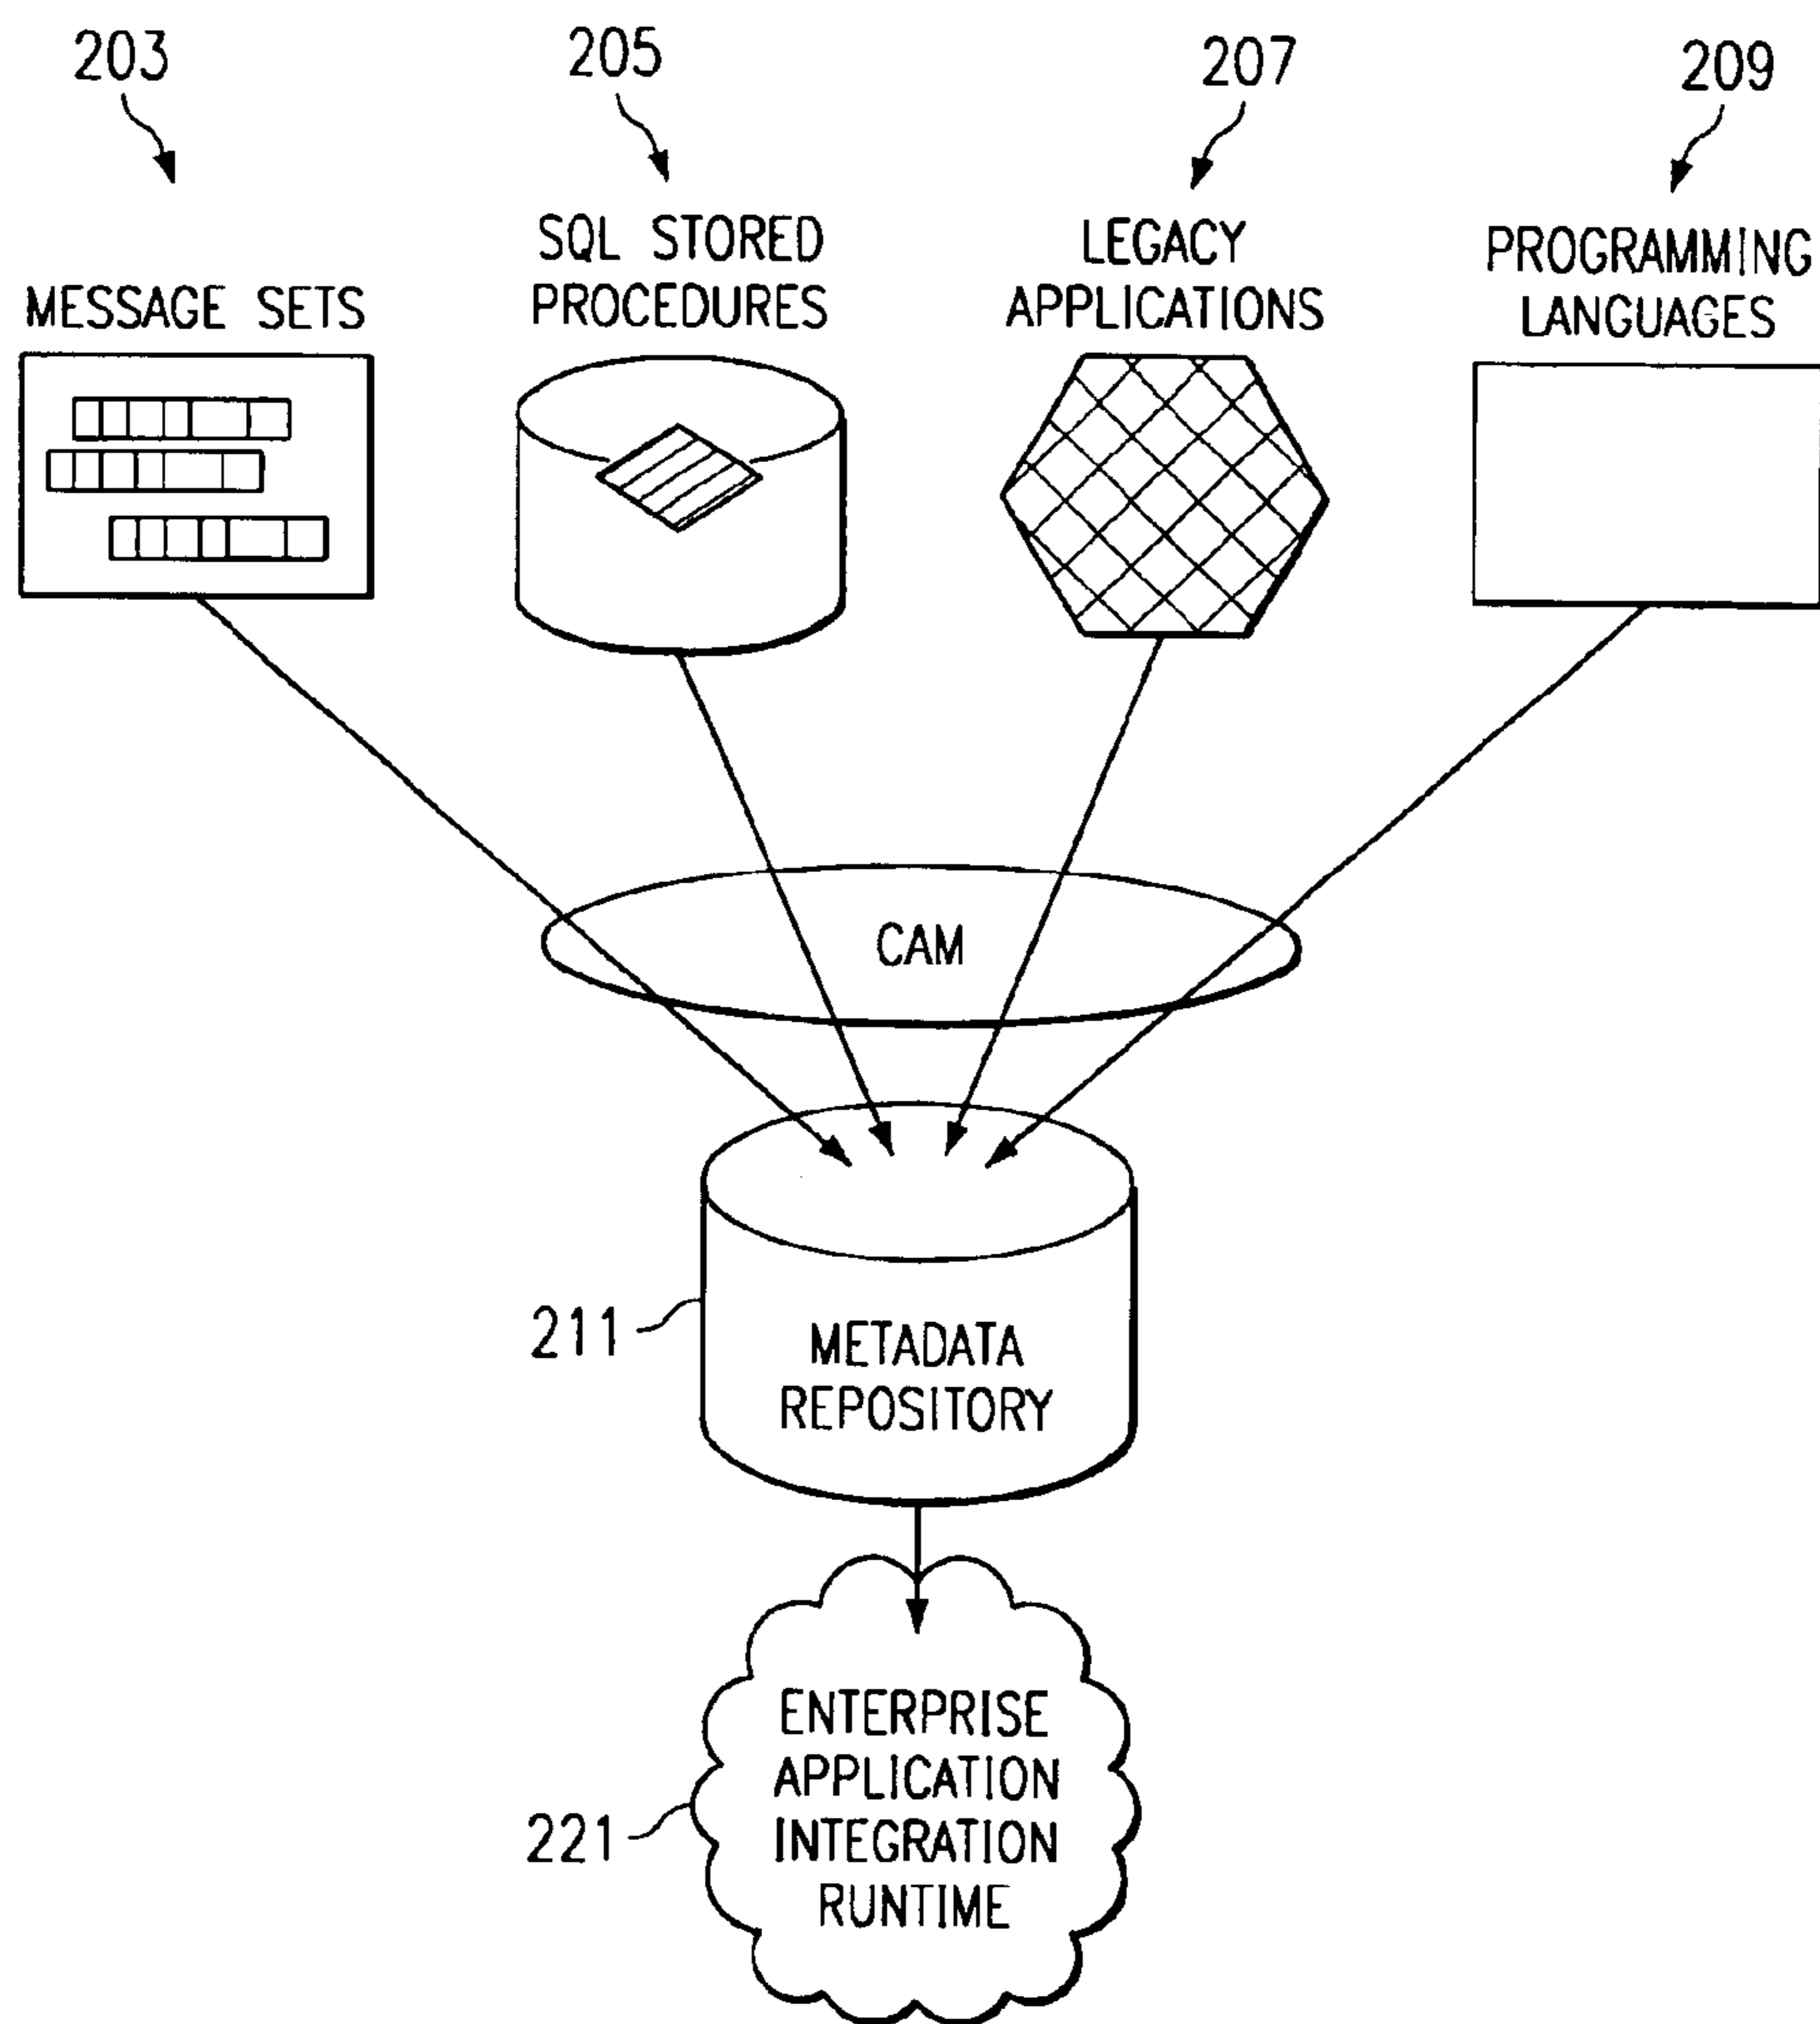 203
205
207
209
MESSAGE SETS
SQL STORED
PROCEDURES
LEGACY
APPLICATIONS
PROGRAMMING
LANGUAGES
CAM
211
METADATA
REPOSITORY
221
ENTERPRISE
APPLICATION
INTEGRATION
RUNTIME